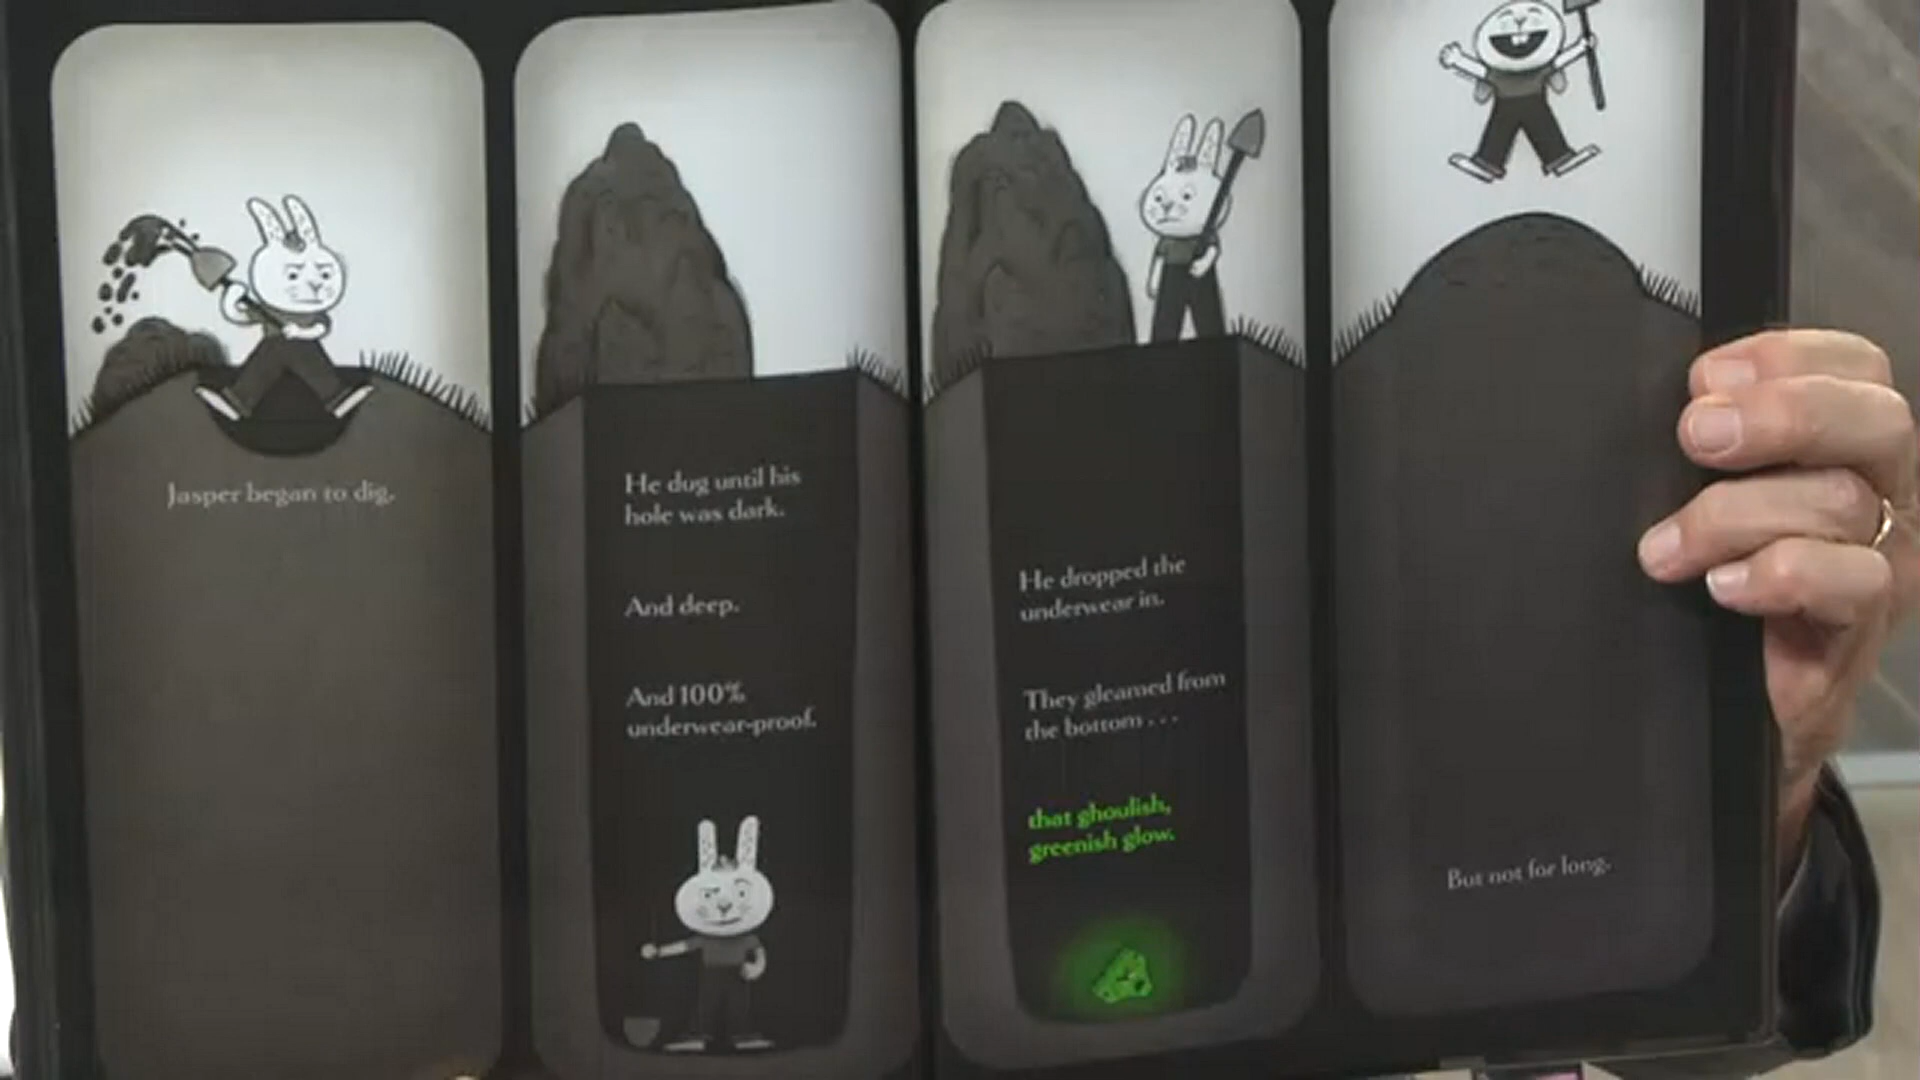 Jasper began to dig.
He dug until his
hole was dark.
And deep.
And 100%
underwear-proof.
He dropped the
underwear in.
They gleamed from
the bottom . . .
that ghoulish,
greenish glow.
But not for long.